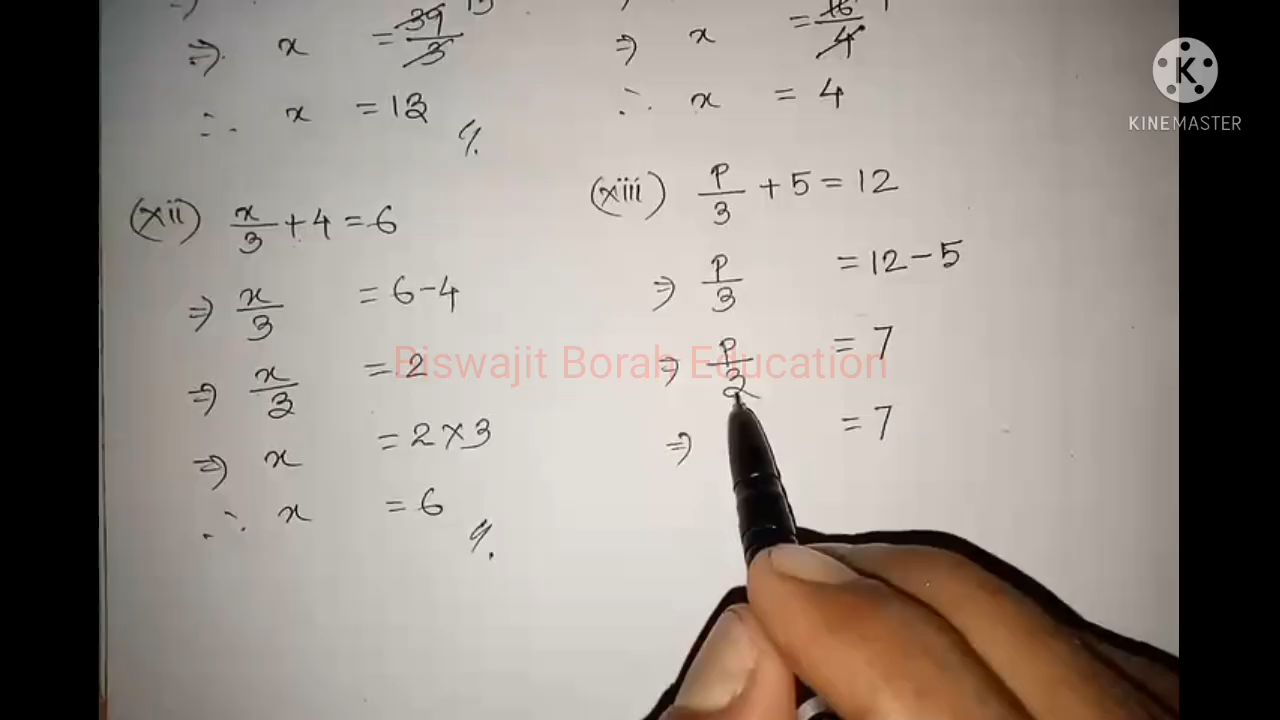 ⇒ x = 39/3 13
∴ x = 13
⇒ x = 16/4
∴ x = 4
(xii) x/3 + 4 = 6
⇒ x/3 = 6 - 4
⇒ x/3 = 2
⇒ x = 2 × 3
∴ x = 6
(xiii) P/3 + 5 = 12
⇒ P/3 = 12 - 5
⇒ P/3 = 7
⇒ = 7
Biswajit Borah Education
K
KINEMASTER